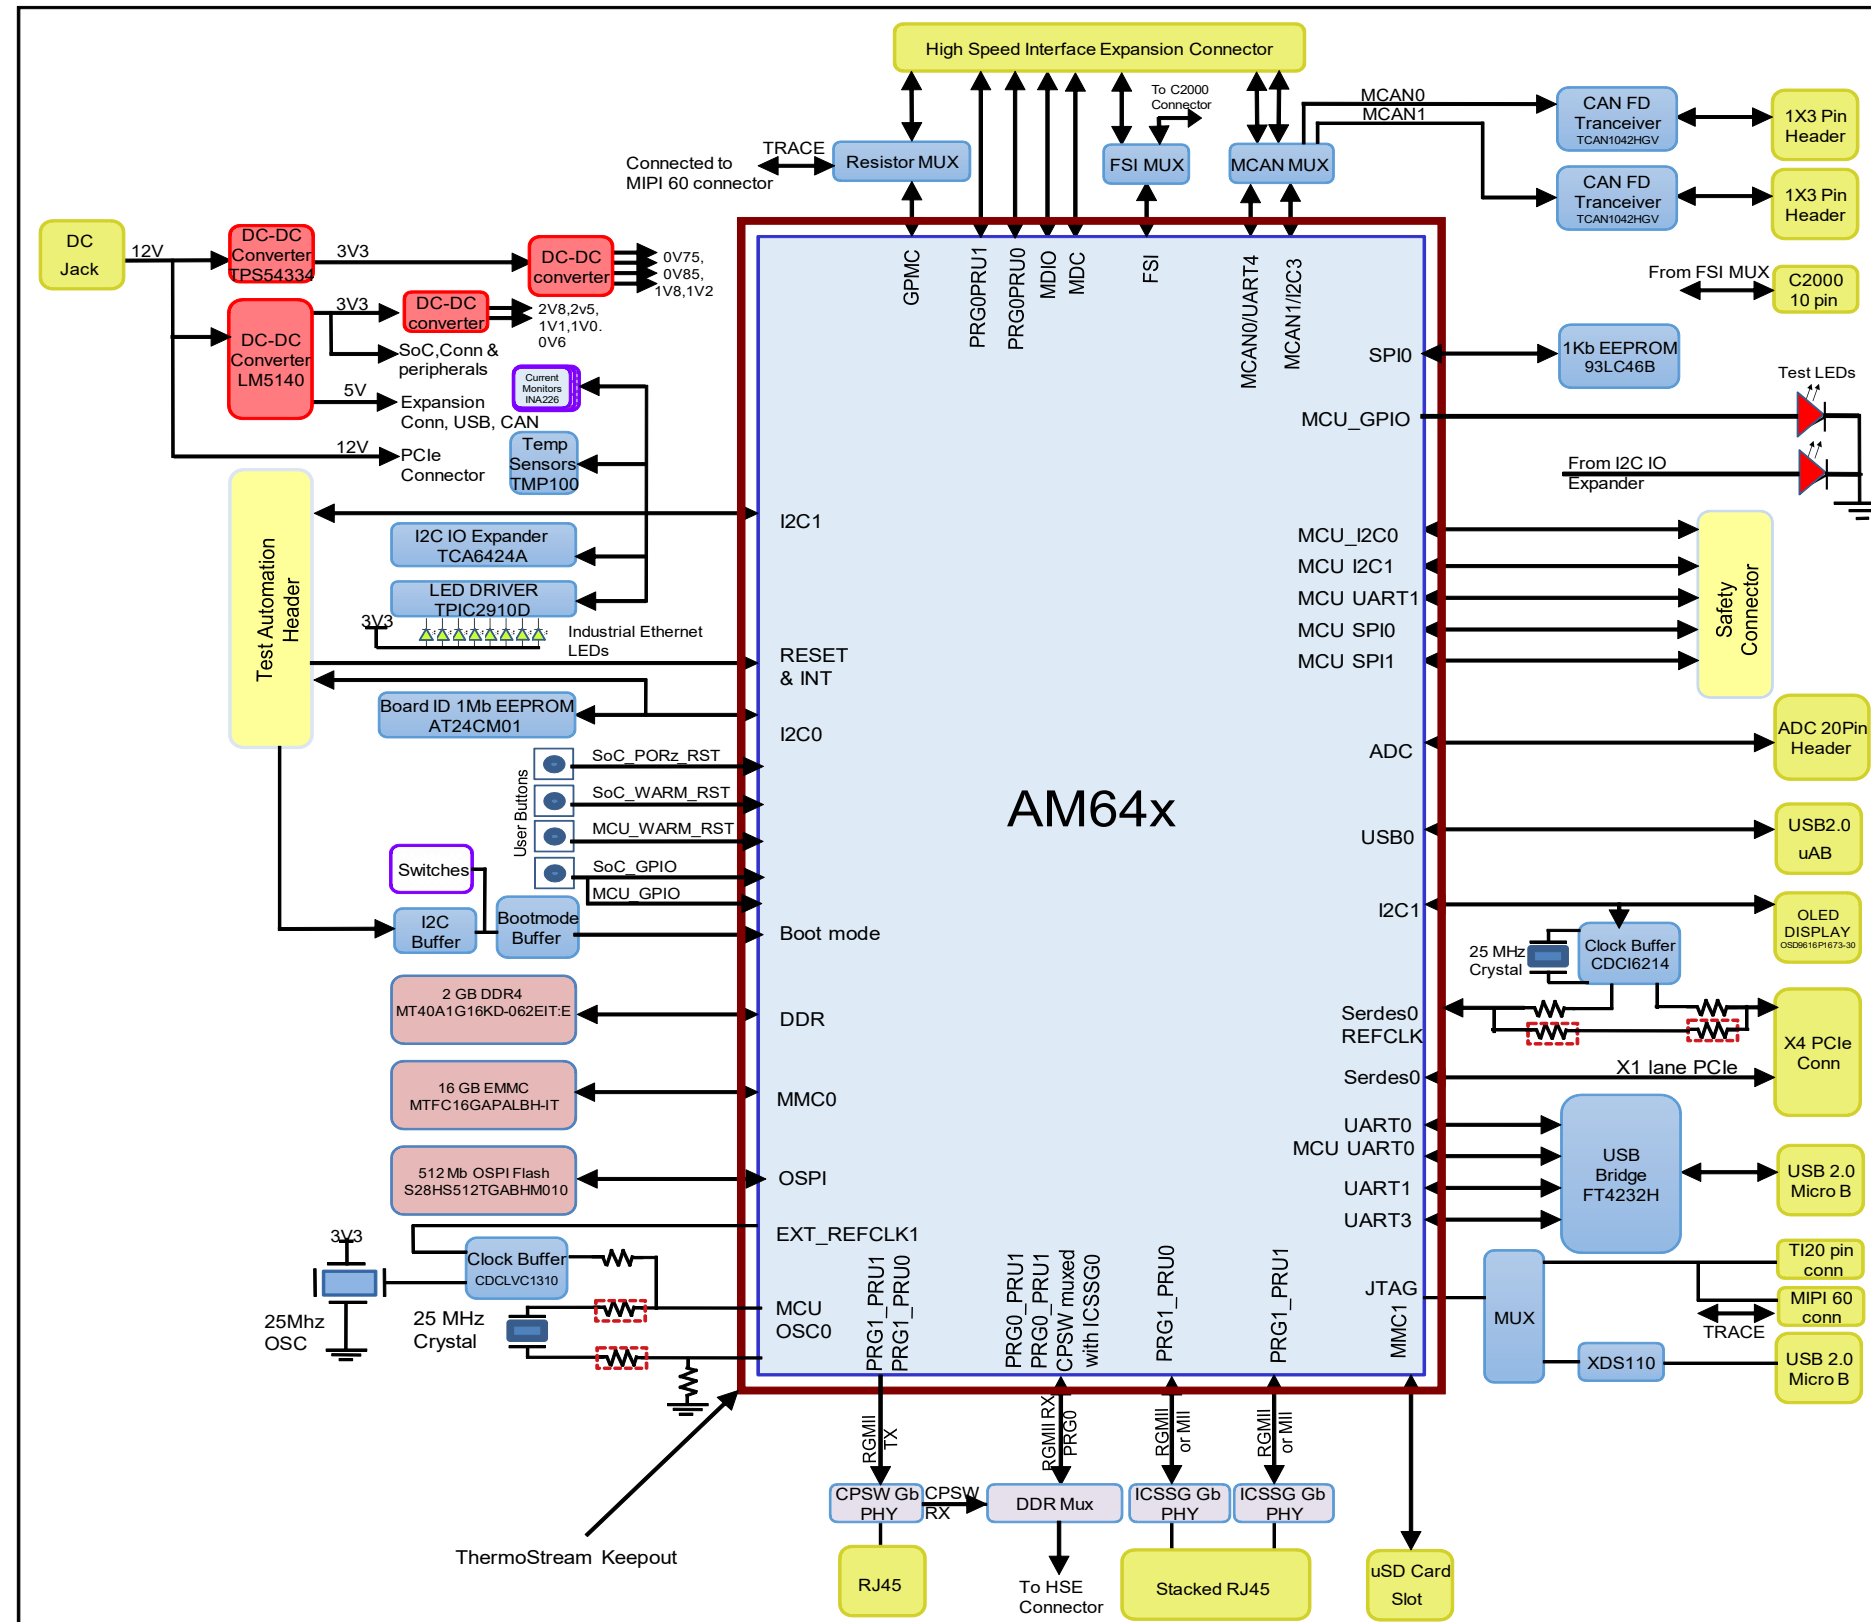 High Speed Interface Expansion Connector
To C2000
Connector
MCAN0
MCAN1
CAN FD
Tranceiver
TCAN1042HGV
1X3 Pin
Header
TRACE
Connected to
MIPI 60 connector
Resistor MUX
FSI MUX
MCAN MUX
CAN FD
Tranceiver
TCAN1042HGV
1X3 Pin
Header
DC
Jack
12V
DC-DC
Converter
TPS54334
3V3
DC-DC
converter
0V75,
0V85,
1V8,1V2
GPMC
PRG0PRU1
PRG0PRU0
MDIO
MDC
FSI
MCAN0/UART4
MCAN1/I2C3
From FSI MUX
C2000
10 pin
DC-DC
Converter
LM5140
3V3
DC-DC
converter
2V8,2v5,
1V1,1V0.
0V6
SoC,Conn &
peripherals
5V
Expansion
Conn, USB, CAN
12V
PCIe
Connector
Current
Monitors
INA226
Temp
Sensors
TMP100
SPI0
1Kb EEPROM
93LC46B
Test LEDs
MCU_GPIO
From I2C IO
Expander
Test Automation
Header
I2C1
I2C IO Expander
TCA6424A
LED DRIVER
TPIC2910D
3V3
Industrial Ethernet
LEDs
RESET
& INT
Board ID 1Mb EEPROM
AT24CM01
I2C0
MCU_I2C0
MCU I2C1
MCU UART1
MCU SPI0
MCU SPI1
Safety
Connector
User Buttons
SoC_PORz_RST
SoC_WARM_RST
MCU_WARM_RST
SoC_GPIO
MCU_GPIO
AM64x
ADC
ADC 20Pin
Header
USB0
USB2.0
uAB
Switches
I2C
Buffer
Bootmode
Buffer
Boot mode
I2C1
OLED
DISPLAY
OSD9616P1673-30
25 MHz
Crystal
Clock Buffer
CDCI6214
2 GB DDR4
MT40A1G16KD-062EIT:E
DDR
Serdes0
REFCLK
X4 PCIe
Conn
Serdes0
X1 lane PCIe
16 GB EMMC
MTFC16GAPALBH-IT
MMC0
UART0
MCU UART0
UART1
UART3
USB
Bridge
FT4232H
USB 2.0
Micro B
512 Mb OSPI Flash
S28HS512TGABHM010
OSPI
EXT_REFCLK1
3V3
25Mhz
OSC
Clock Buffer
CDCLVC1310
25 MHz
Crystal
MCU
OSC0
PRG1_PRU1
PRG1_PRU0
PRG0_PRU1
PRG0_PRU1
CPSW muxed
with ICSSG0
PRG1_PRU0
PRG1_PRU1
JTAG
MMC1
MUX
TI20 pin
conn
MIPI 60
conn
TRACE
XDS110
USB 2.0
Micro B
RGMII
TX
RGMII RX
PRG0
RGMII
or MII
RGMII
or MII
CPSW Gb
PHY
CPSW
RX
DDR Mux
ICSSG Gb
PHY
ICSSG Gb
PHY
ThermoStream Keepout
RJ45
To HSE
Connector
Stacked RJ45
uSD Card
Slot